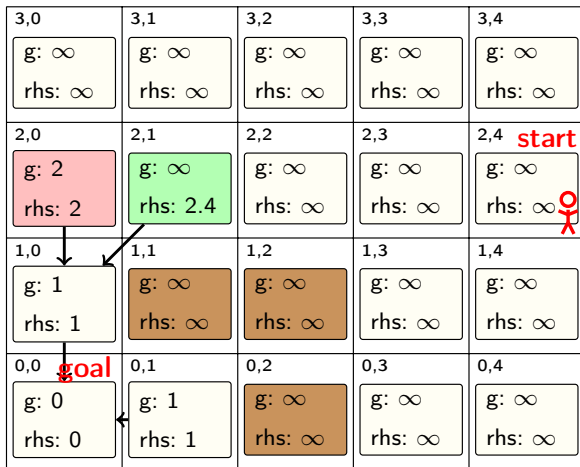 3,0 3,1 3,2 3,3 3,4
g: ∞ g: ∞ g: ∞ g: ∞ g: ∞
rhs: ∞ rhs: ∞ rhs: ∞ rhs: ∞ rhs: ∞
2,0 2,1 2,2 2,3 2,4 start
g: 2 g: ∞ g: ∞ g: ∞ g: ∞
rhs: 2 rhs: 2.4 rhs: ∞ rhs: ∞ rhs: ∞
1,0 1,1 1,2 1,3 1,4
g: 1 g: ∞ g: ∞ g: ∞ g: ∞
rhs: 1 rhs: ∞ rhs: ∞ rhs: ∞ rhs: ∞
0,0 goal 0,1 0,2 0,3 0,4
g: 0 g: 1 g: ∞ g: ∞ g: ∞
rhs: 0 rhs: 1 rhs: ∞ rhs: ∞ rhs: ∞